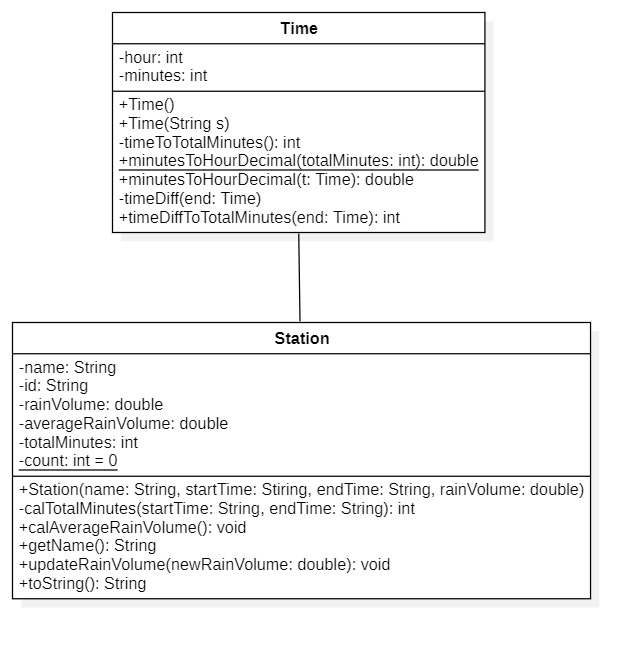 Time
-hour: int
-minutes: int
+Time()
+Time(String s)
-timeToTotalMinutes(): int
+minutesToHourDecimal(totalMinutes: int): double
+minutesToHourDecimal(t: Time): double
-timeDiff(end: Time)
+timeDiffToTotalMinutes(end: Time): int
Station
-name: String
-id: String
-rainVolume: double
-averageRainVolume: double
-totalMinutes: int
-count: int = 0
+Station(name: String, startTime: Stiring, endTime: String, rainVolume: double)
-calTotalMinutes(startTime: String, endTime: String): int
+calAverageRainVolume(): void
+getName(): String
+updateRainVolume(newRainVolume: double): void
+toString(): String